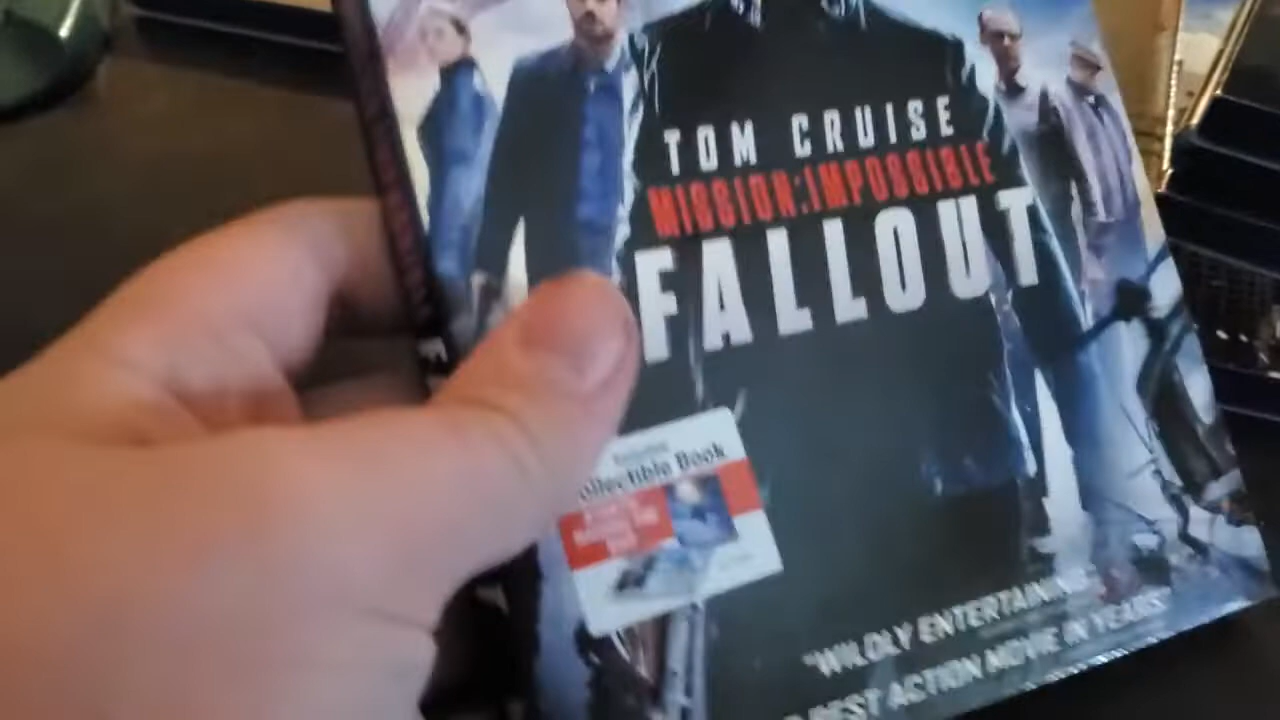 TOM CRUISE
MISSION:IMPOSSIBLE
FALLOUT
ollectible Book
"WILDLY ENTERTAINING
BEST ACTION MOVIE IN YEARS"